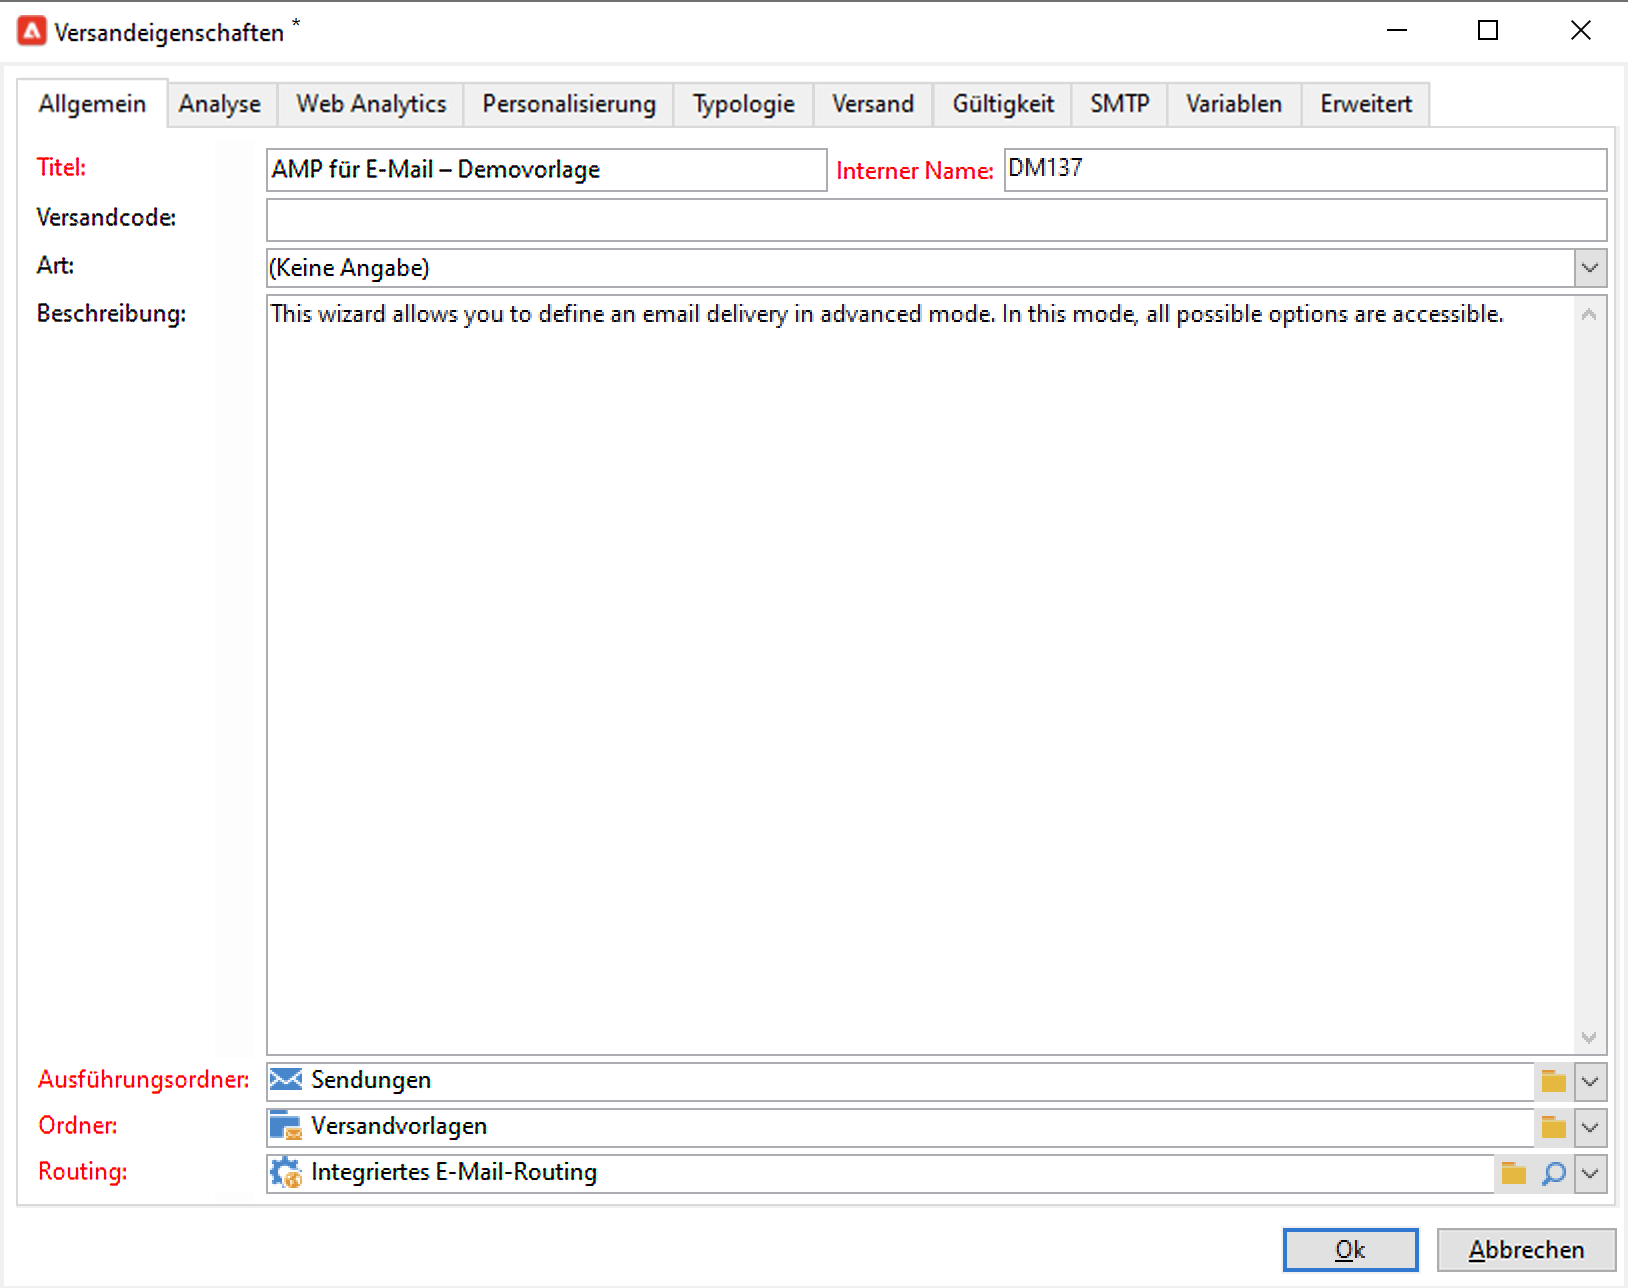 Versandeigenschaften *
Allgemein Analyse Web Analytics Personalisierung Typologie Versand Gültigkeit SMTP Variablen Erweitert
Titel: AMP für E-Mail – Demovorlage Interner Name: DM137
Versandcode:
Art: (Keine Angabe)
Beschreibung: This wizard allows you to define an email delivery in advanced mode. In this mode, all possible options are accessible.
Ausführungsordner: Sendungen
Ordner: Versandvorlagen
Routing: Integriertes E-Mail-Routing
Ok Abbrechen